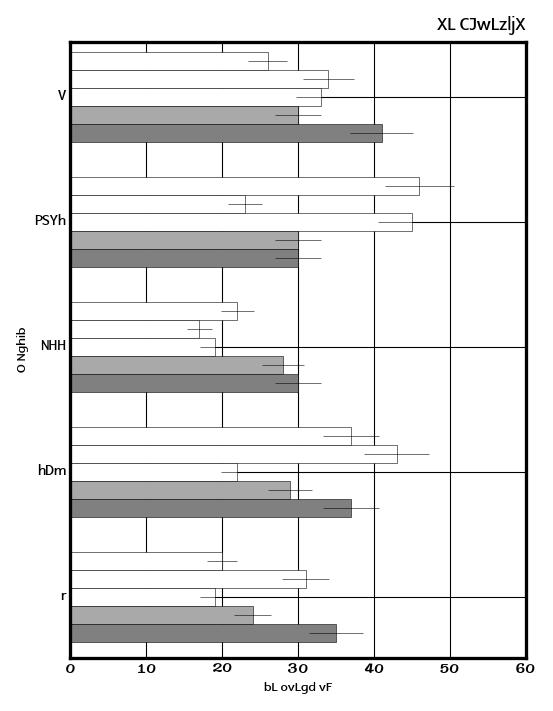 XL CJwLzljX
V
PSYh
NHH
hDm
r
O Nghib
0 10 20 30 40 50 60
bL ovLgd vF